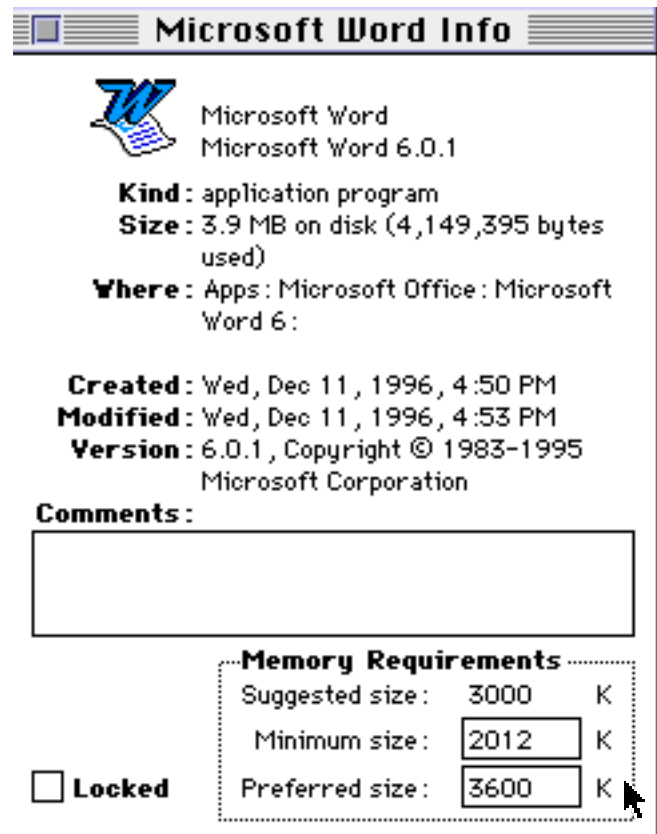 Microsoft Word Info
Microsoft Word
Microsoft Word 6.0.1
Kind: application program
Size: 3.9 MB on disk (4,149,395 bytes
used)
Where: Apps: Microsoft Office: Microsoft
Word 6:
Created: Wed, Dec 11, 1996, 4:50 PM
Modified: Wed, Dec 11, 1996, 4:53 PM
Version: 6.0.1, Copyright © 1983-1995
Microsoft Corporation
Comments:
Memory Requirements
Suggested size: 3000 K
Minimum size: 2012 K
Locked Preferred size: 3600 K